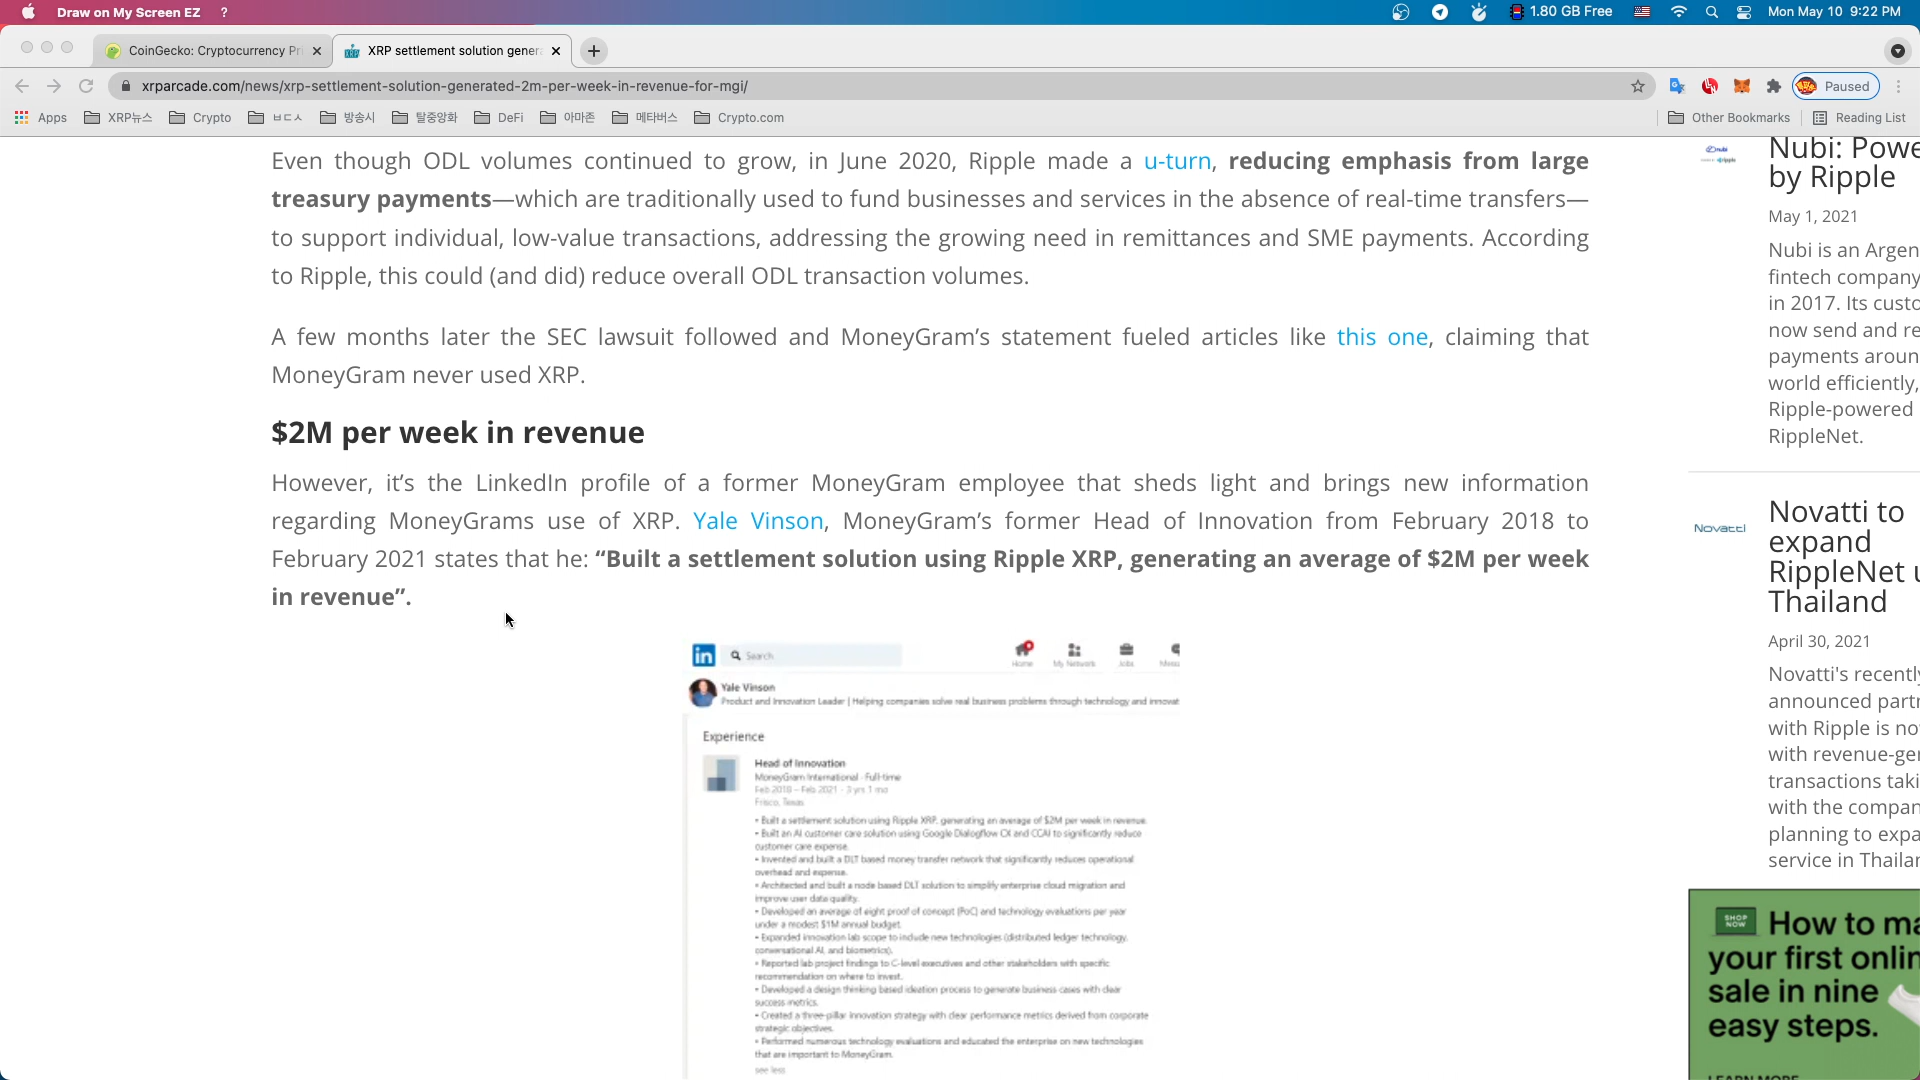 Draw on My Screen EZ ? 1.80 GB Free Mon May 10 9:22 PM
CoinGecko: Cryptocurrency Pri XRP settlement solution gener
xrparcade.com/news/xrp-settlement-solution-generated-2m-per-week-in-revenue-for-mgi/ Paused
Apps XRP뉴스 Crypto ㅂㄷㅅ 방송시 탈중앙화 DeFi 아마존 메타버스 Crypto.com Other Bookmarks Reading List
Even though ODL volumes continued to grow, in June 2020, Ripple made a u-turn, reducing emphasis from large
treasury payments—which are traditionally used to fund businesses and services in the absence of real-time transfers—
to support individual, low-value transactions, addressing the growing need in remittances and SME payments. According
to Ripple, this could (and did) reduce overall ODL transaction volumes.
A few months later the SEC lawsuit followed and MoneyGram's statement fueled articles like this one, claiming that
MoneyGram never used XRP.
$2M per week in revenue
However, it's the LinkedIn profile of a former MoneyGram employee that sheds light and brings new information
regarding MoneyGrams use of XRP. Yale Vinson, MoneyGram's former Head of Innovation from February 2018 to
February 2021 states that he: “Built a settlement solution using Ripple XRP, generating an average of $2M per week
in revenue”.
in Search
Home My Network Jobs
Yale Vinson
Product and Innovation Leader | Helping companies solve real business problems through technology and innovat
Experience
Head of Innovation
MoneyGram International · Full-time
Feb 2018 – Feb 2021 · 3 yrs 1 mo
Frisco, Texas
• Built a settlement solution using Ripple XRP, generating an average of $2M per week in revenue.
• Built an AI customer care solution using Google Dialogflow CX and CCAI to significantly reduce
customer care expense.
• Invented and built a DLT based money transfer network that significantly reduces operational
overhead and expense.
• Architected and built a node based DLT solution to simplify enterprise cloud migration and
improve user data quality.
• Developed an average of eight proof of concept (PoC) and technology evaluations per year
under a modest $1M annual budget.
• Expanded innovation lab scope to include new technologies (distributed ledger technology,
conversational AI, and biometrics).
• Reported lab project findings to C-level executives and other stakeholders with specific
recommendation on where to invest.
• Developed a design thinking based ideation process to generate business cases with clear
success metrics.
• Created a three-pillar innovation strategy with clear performance metrics derived from corporate
strategic objectives.
• Performed numerous technology evaluations and educated the enterprise on new technologies
that are important to MoneyGram.
see less
nubi
Nubi: Powe
by Ripple
May 1, 2021
Nubi is an Argen
fintech company
in 2017. Its custo
now send and re
payments aroun
world efficiently,
Ripple-powered
RippleNet.
Novatti
Novatti to
expand
RippleNet u
Thailand
April 30, 2021
Novatti's recently
announced partn
with Ripple is no
with revenue-ger
transactions taki
with the compan
planning to expa
service in Thailan
SHOP
NOW
How to ma
your first onlin
sale in nine
easy steps.
LEARN MORE